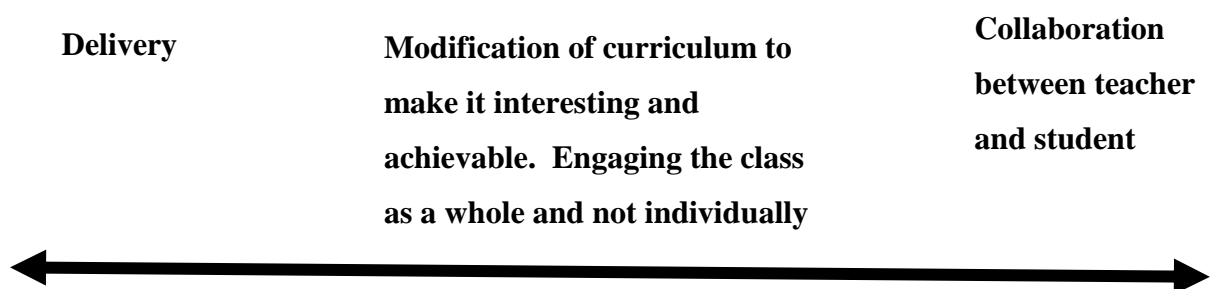 Delivery
Modification of curriculum to
make it interesting and
achievable.  Engaging the class
as a whole and not individually
Collaboration
between teacher
and student